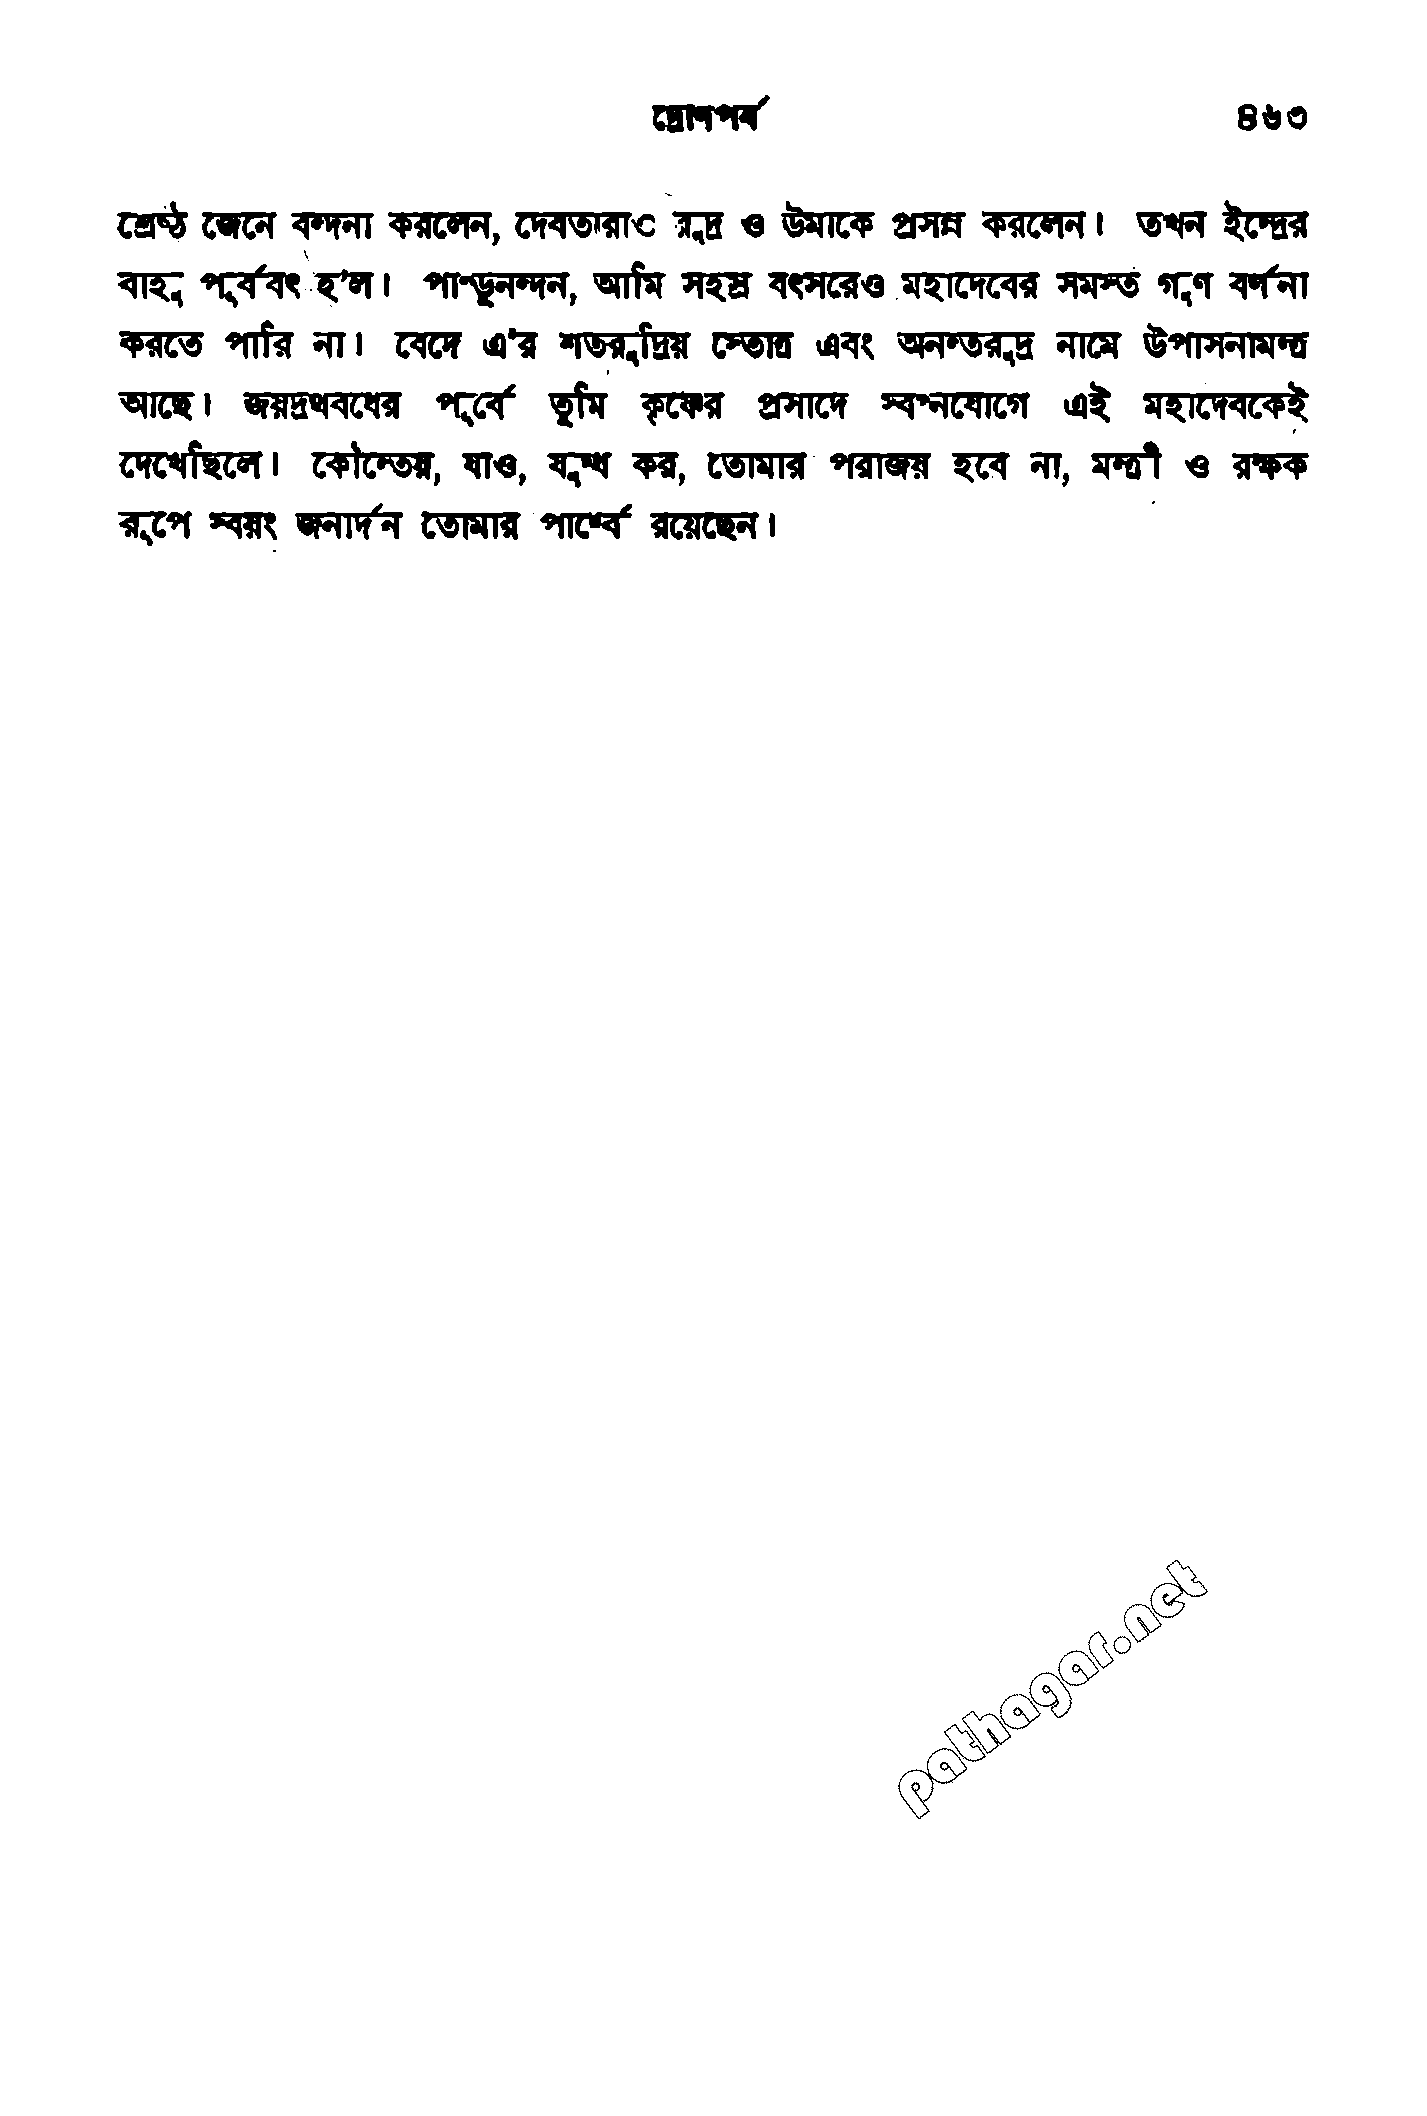 দ্রোণপর্ব ৪৬৩
শ্রেষ্ঠ জেনে বন্দনা করলেন, দেবতারাও রুদ্র ও উমাকে প্রসন্ন করলেন। তখন ইন্দ্রের
বাহু পূর্ববৎ হ'ল। পাণ্ডুনন্দন, আমি সহস্র বৎসরেও মহাদেবের সমস্ত গুণ বর্ণনা
করতে পারি না। বেদে এ'র শতরুদ্রিয় স্তোত্র এবং অনন্তরুদ্র নামে উপাসনামন্ত্র
আছে। জয়দ্রথবধের পূর্বে তুমি কৃষ্ণের প্রসাদে স্বপ্নযোগে এই মহাদেবকেই
দেখেছিলে। কৌন্তেয়, যাও, যুদ্ধ কর, তোমার পরাজয় হবে না, মন্ত্রী ও রক্ষক
রূপে স্বয়ং জনার্দন তোমার পার্শ্বে রয়েছেন।
pathagar.net